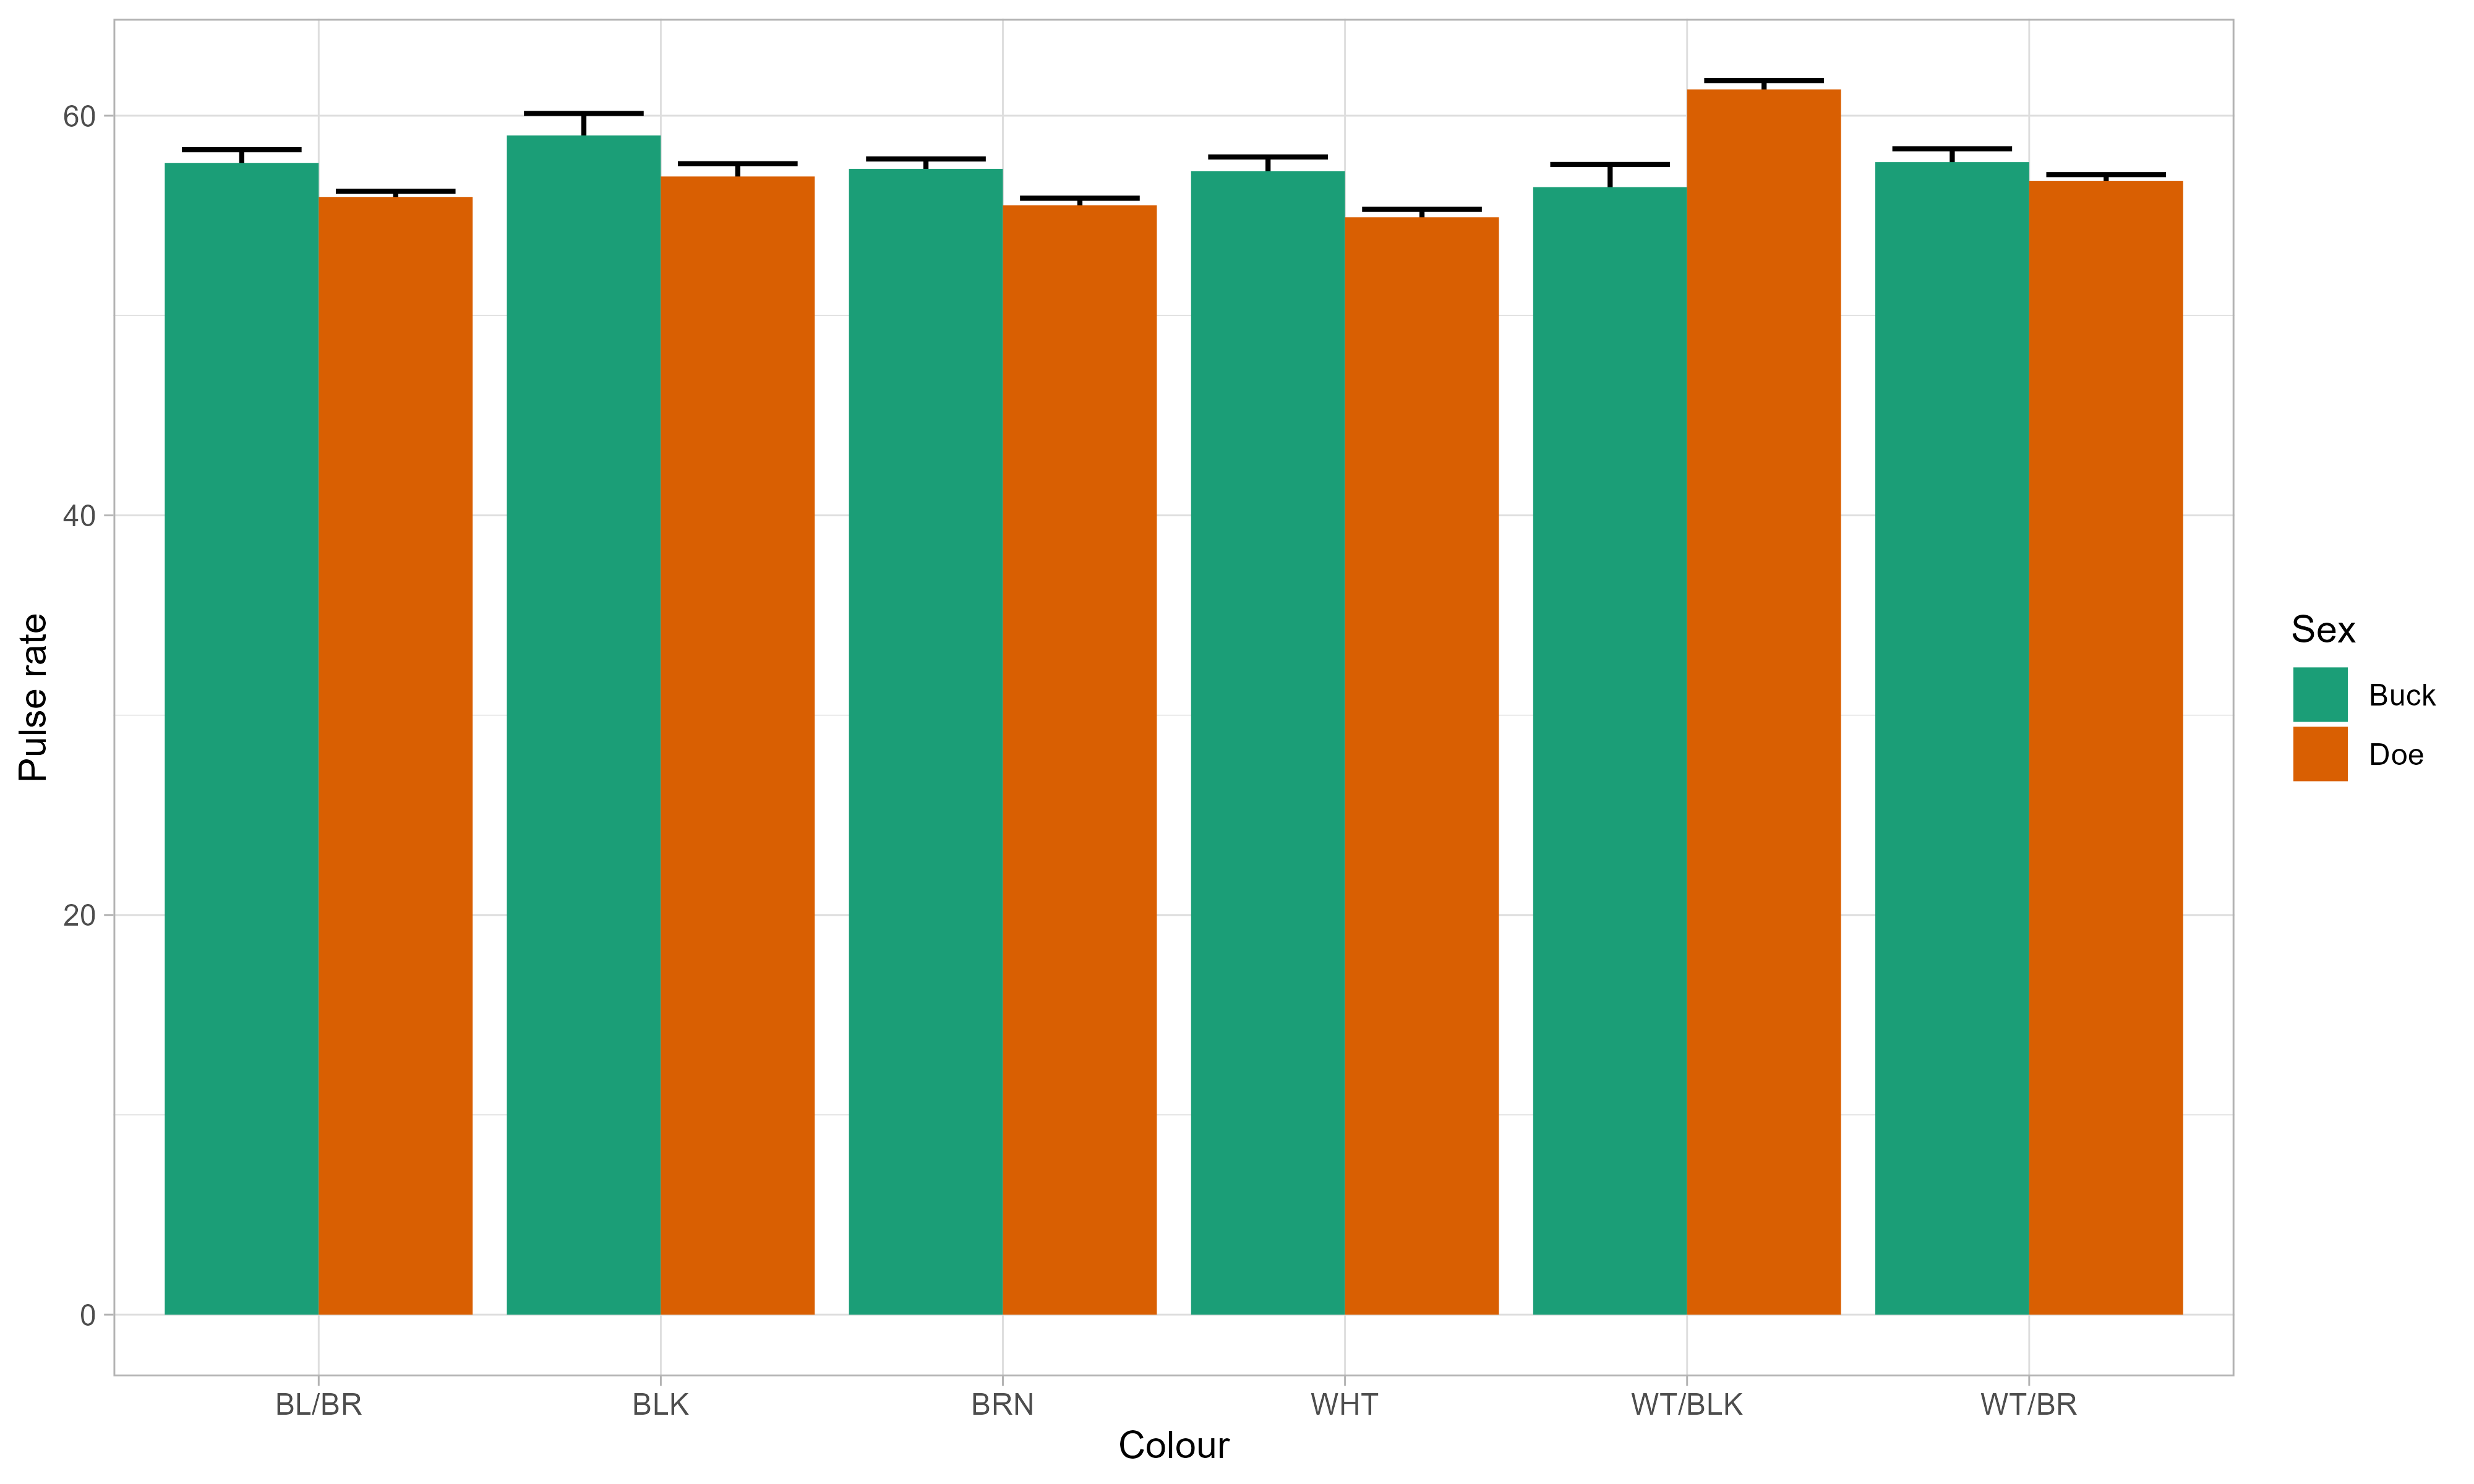 60
40
20
0
Pulse rate
BL/BR
BLK
BRN
WHT
WT/BLK
WT/BR
Colour
Sex
Buck
Doe